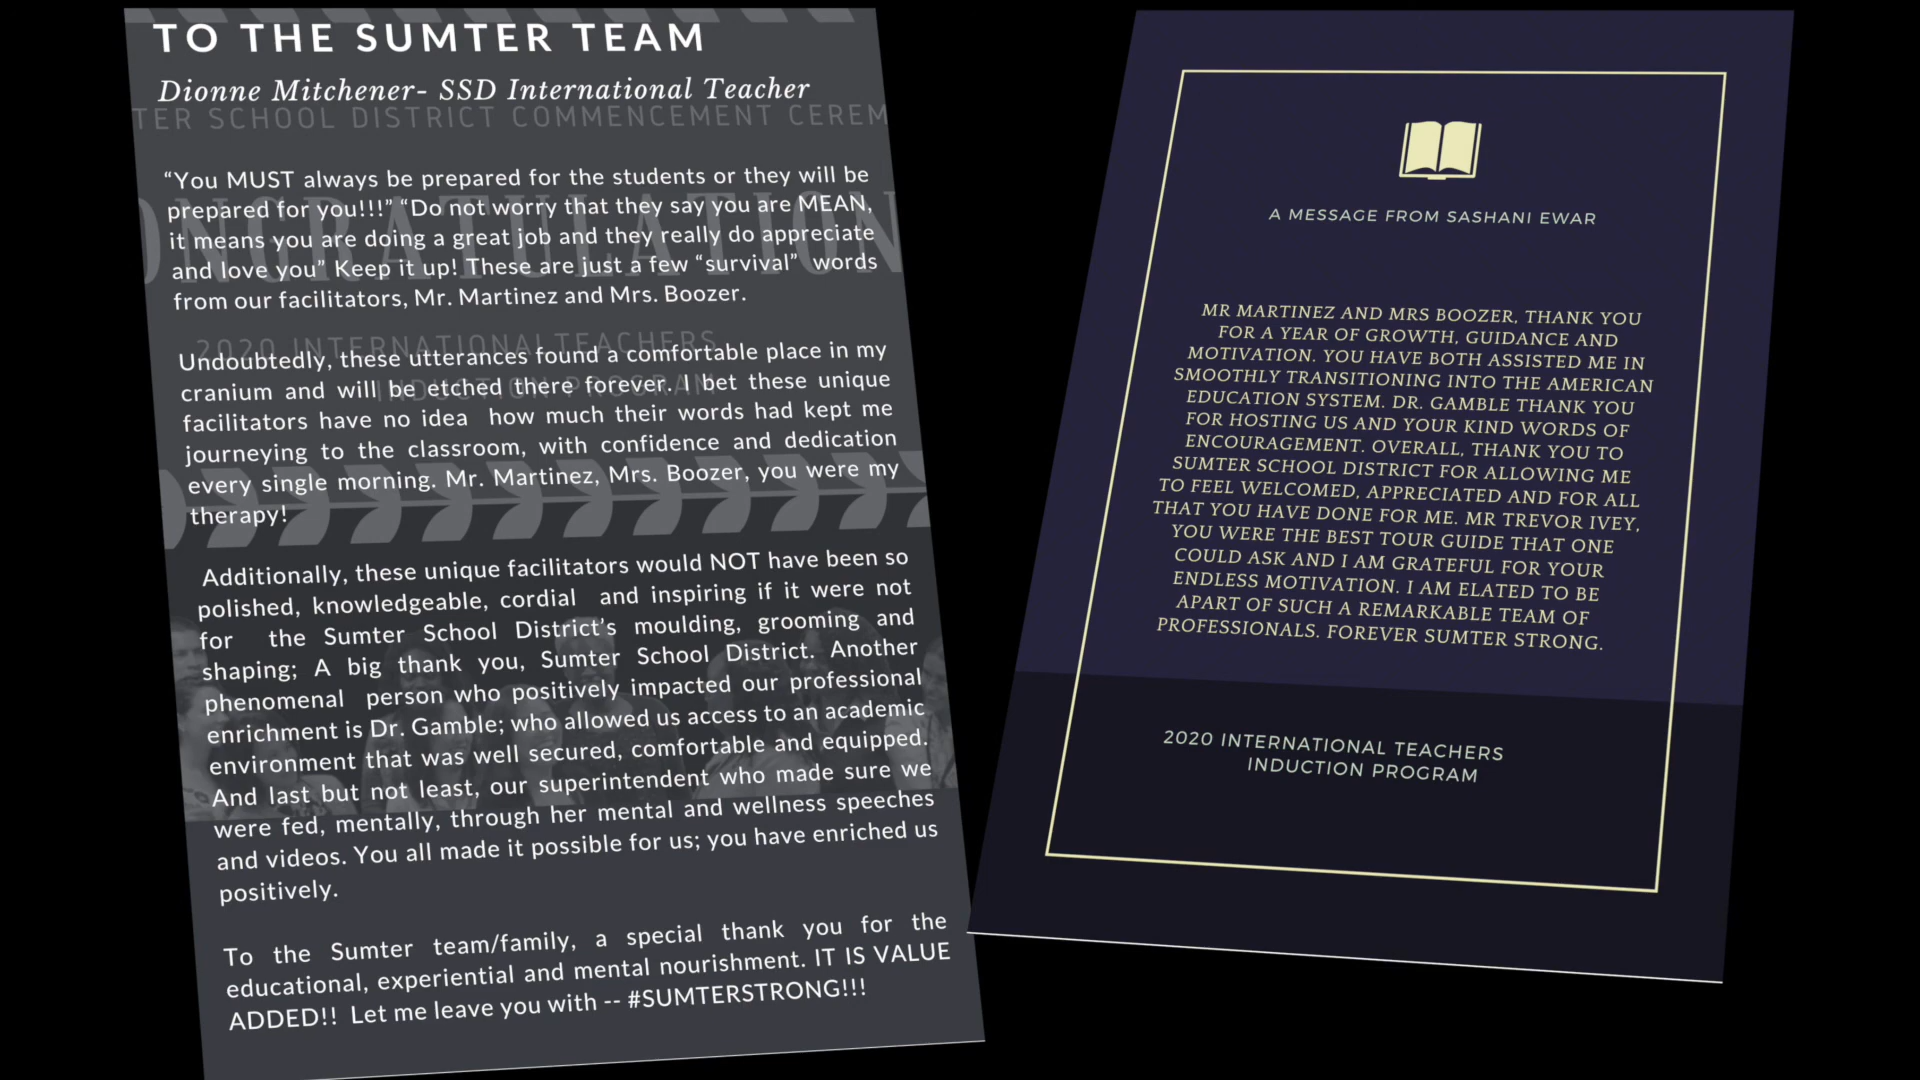 TO THE SUMTER TEAM
Dionne Mitchener- SSD International Teacher
TER SCHOOL DISTRICT COMMENCEMENT CEREM
“You MUST always be prepared for the students or they will be
prepared for you!!!” “Do not worry that they say you are MEAN,
it means you are doing a great job and they really do appreciate
and love you” Keep it up! These are just a few “survival” words
from our facilitators, Mr. Martinez and Mrs. Boozer.
ONGRATULATION
2020 INTERNATIONAL TEACHERS
INDUCTION PROGRAM
Undoubtedly, these utterances found a comfortable place in my
cranium and will be etched there forever. I bet these unique
facilitators have no idea how much their words had kept me
journeying to the classroom, with confidence and dedication
every single morning. Mr. Martinez, Mrs. Boozer, you were my
therapy!
Additionally, these unique facilitators would NOT have been so
polished, knowledgeable, cordial and inspiring if it were not
for the Sumter School District's moulding, grooming and
shaping; A big thank you, Sumter School District. Another
phenomenal person who positively impacted our professional
enrichment is Dr. Gamble; who allowed us access to an academic
environment that was well secured, comfortable and equipped.
And last but not least, our superintendent who made sure we
were fed, mentally, through her mental and wellness speeches
and videos. You all made it possible for us; you have enriched us
positively.
To the Sumter team/family, a special thank you for the
educational, experiential and mental nourishment. IT IS VALUE
ADDED!! Let me leave you with -- #SUMTERSTRONG!!!
A MESSAGE FROM SASHANI EWAR
MR MARTINEZ AND MRS BOOZER, THANK YOU
FOR A YEAR OF GROWTH, GUIDANCE AND
MOTIVATION. YOU HAVE BOTH ASSISTED ME IN
SMOOTHLY TRANSITIONING INTO THE AMERICAN
EDUCATION SYSTEM. DR. GAMBLE THANK YOU
FOR HOSTING US AND YOUR KIND WORDS OF
ENCOURAGEMENT. OVERALL, THANK YOU TO
SUMTER SCHOOL DISTRICT FOR ALLOWING ME
TO FEEL WELCOMED, APPRECIATED AND FOR ALL
THAT YOU HAVE DONE FOR ME. MR TREVOR IVEY,
YOU WERE THE BEST TOUR GUIDE THAT ONE
COULD ASK AND I AM GRATEFUL FOR YOUR
ENDLESS MOTIVATION. I AM ELATED TO BE
APART OF SUCH A REMARKABLE TEAM OF
PROFESSIONALS. FOREVER SUMTER STRONG.
2020 INTERNATIONAL TEACHERS
INDUCTION PROGRAM